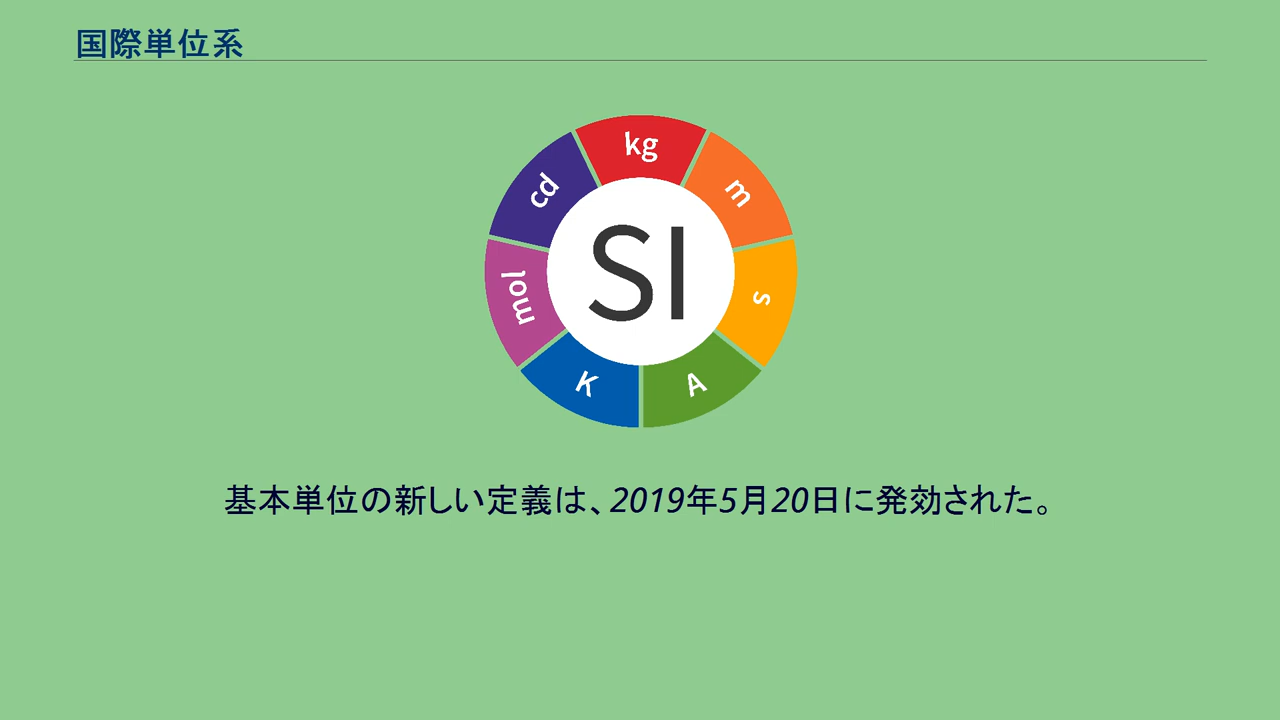 国際単位系
kg
m
s
A
K
mol
cd
SI
基本単位の新しい定義は、2019年5月20日に発効された。